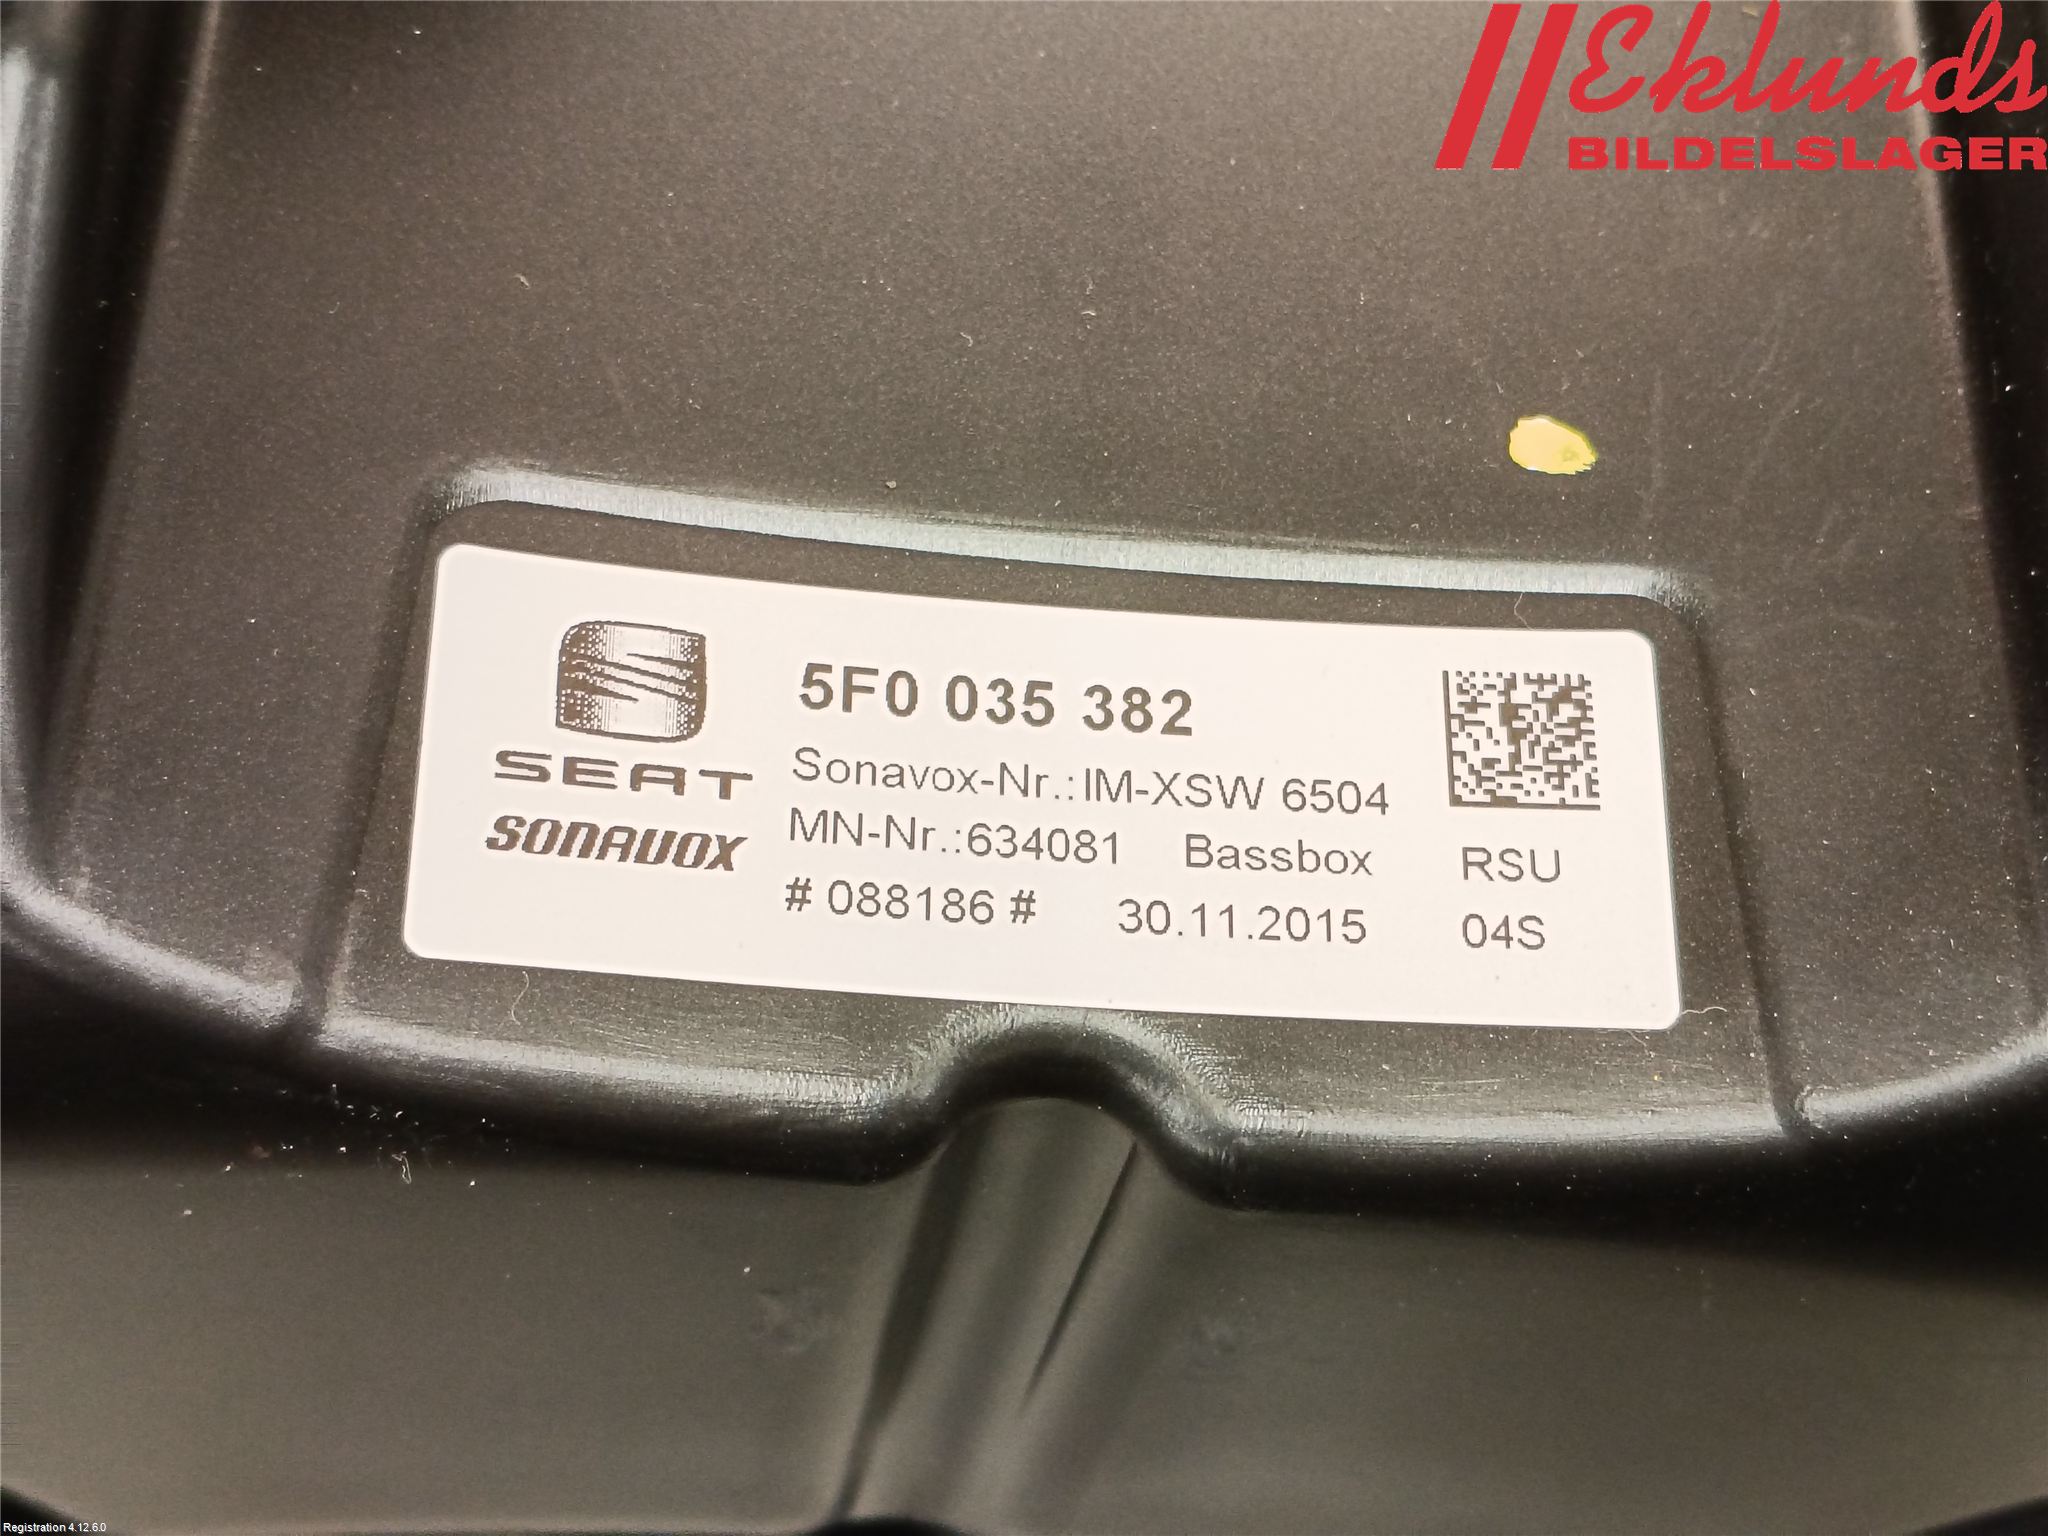 Eklunds
BILDELSLAGER
5F0 035 382
SEAT
Sonavox-Nr.:IM-XSW 6504
SONAVOX
MN-Nr.:634081 Bassbox RSU
# 088186 # 30.11.2015 04S
Registration 4.12.6.0